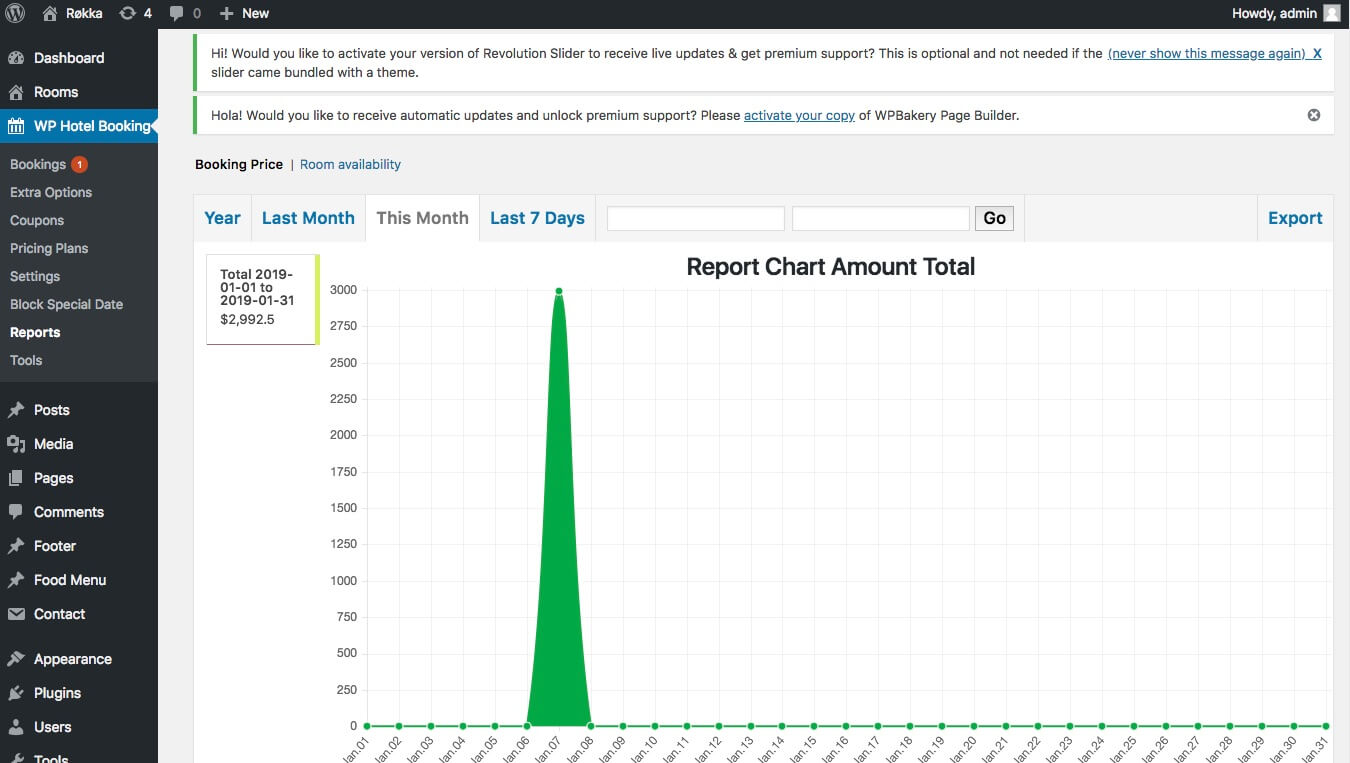 Røkka 4 0 + New Howdy, admin
Dashboard
Rooms
WP Hotel Booking
Bookings 1
Extra Options
Coupons
Pricing Plans
Settings
Block Special Date
Reports
Tools
Posts
Media
Pages
Comments
Footer
Food Menu
Contact
Appearance
Plugins
Users
Tools
Hi! Would you like to activate your version of Revolution Slider to receive live updates & get premium support? This is optional and not needed if the (never show this message again) X
slider came bundled with a theme.
Hola! Would you like to receive automatic updates and unlock premium support? Please activate your copy of WPBakery Page Builder.
Booking Price | Room availability
Year Last Month This Month Last 7 Days Go Export
Total 2019-
01-01 to
2019-01-31
$2,992.5
Report Chart Amount Total
3000
2750
2500
2250
2000
1750
1500
1250
1000
750
500
250
0
Jan.01 Jan.02 Jan.03 Jan.04 Jan.05 Jan.06 Jan.07 Jan.08 Jan.09 Jan.10 Jan.11 Jan.12 Jan.13 Jan.14 Jan.15 Jan.16 Jan.17 Jan.18 Jan.19 Jan.20 Jan.21 Jan.22 Jan.23 Jan.24 Jan.25 Jan.26 Jan.27 Jan.28 Jan.29 Jan.30 Jan.31